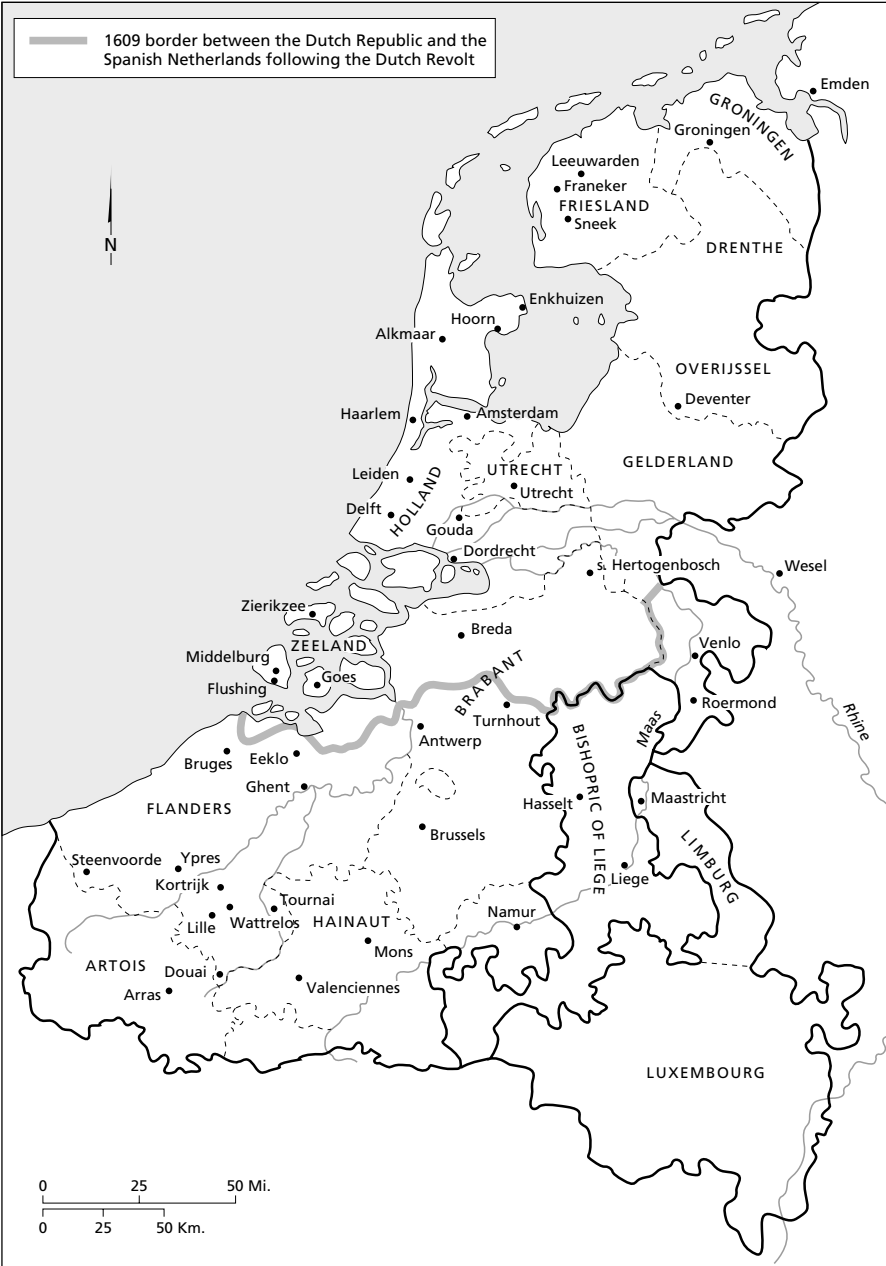 1609 border between the Dutch Republic and the
Spanish Netherlands following the Dutch Revolt
N
Emden
GRONINGEN
Groningen
Leeuwarden
Franeker
FRIESLAND
Sneek
DRENTHE
Enkhuizen
Hoorn
Alkmaar
OVERIJSSEL
Deventer
Haarlem
Amsterdam
GELDERLAND
UTRECHT
Leiden
HOLLAND
Utrecht
Delft
Gouda
Dordrecht
s. Hertogenbosch
Wesel
Zierikzee
Breda
ZEELAND
Middelburg
Venlo
Goes
Flushing
BRABANT
Roermond
Rhine
Turnhout
Maas
Antwerp
Bruges
Eeklo
BISHOPRIC OF LIEGE
Ghent
Hasselt
Maastricht
FLANDERS
Brussels
LIMBURG
Steenvoorde
Ypres
Kortrijk
Liege
Tournai
Lille
Wattrelos
HAINAUT
Namur
Mons
ARTOIS
Douai
Arras
Valenciennes
LUXEMBOURG
0 25 50 Mi.
0 25 50 Km.